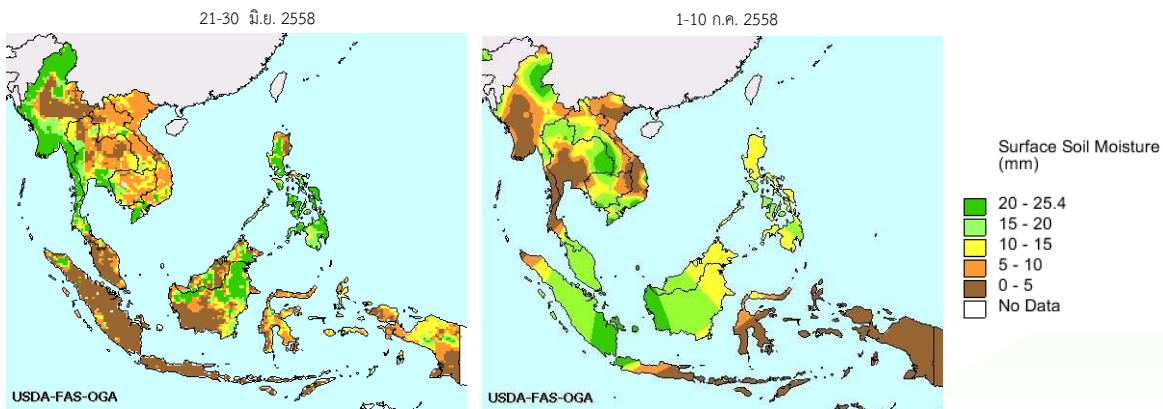 21-30 มิ.ย. 2558
1-10 ก.ค. 2558
USDA-FAS-OGA
USDA-FAS-OGA
Surface Soil Moisture
(mm)
20 - 25.4
15 - 20
10 - 15
5 - 10
0 - 5
No Data